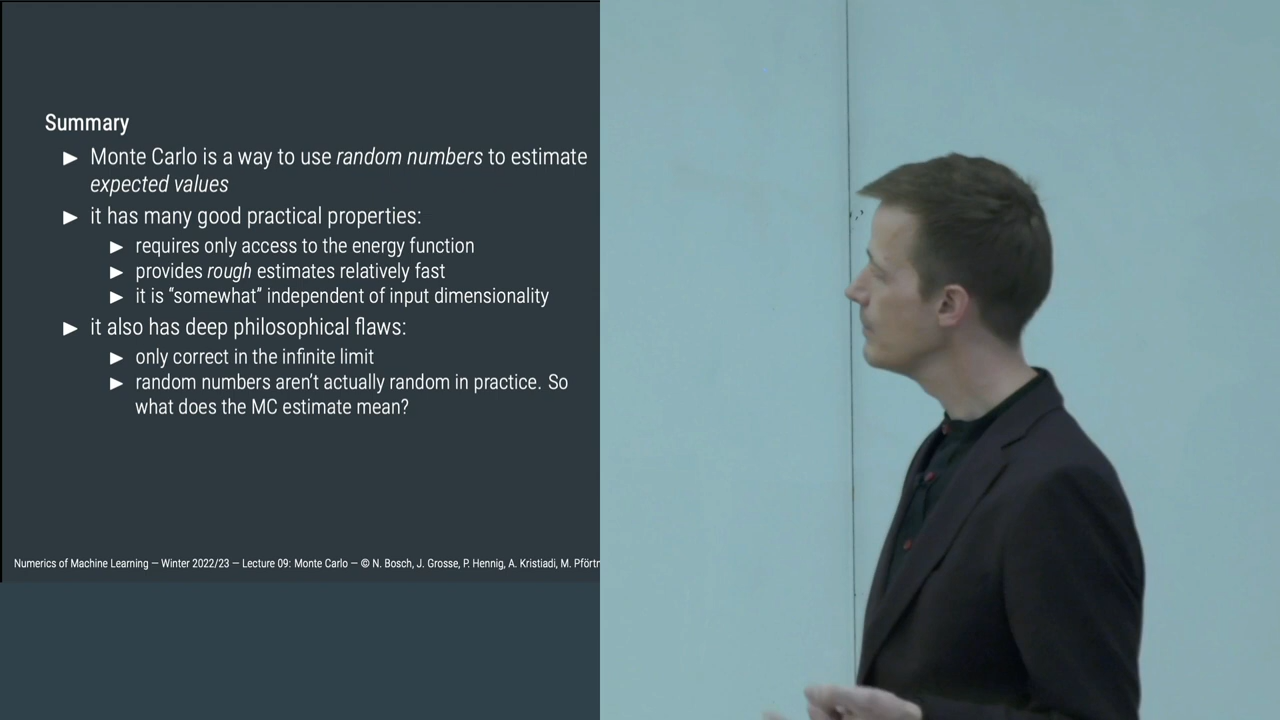 Summary
▶ Monte Carlo is a way to use random numbers to estimate
expected values
▶ it has many good practical properties:
▶ requires only access to the energy function
▶ provides rough estimates relatively fast
▶ it is “somewhat” independent of input dimensionality
▶ it also has deep philosophical flaws:
▶ only correct in the infinite limit
▶ random numbers aren’t actually random in practice. So
what does the MC estimate mean?
Numerics of Machine Learning — Winter 2022/23 — Lecture 09: Monte Carlo — © N. Bosch, J. Grosse, P. Hennig, A. Kristiadi, M. Pförtn